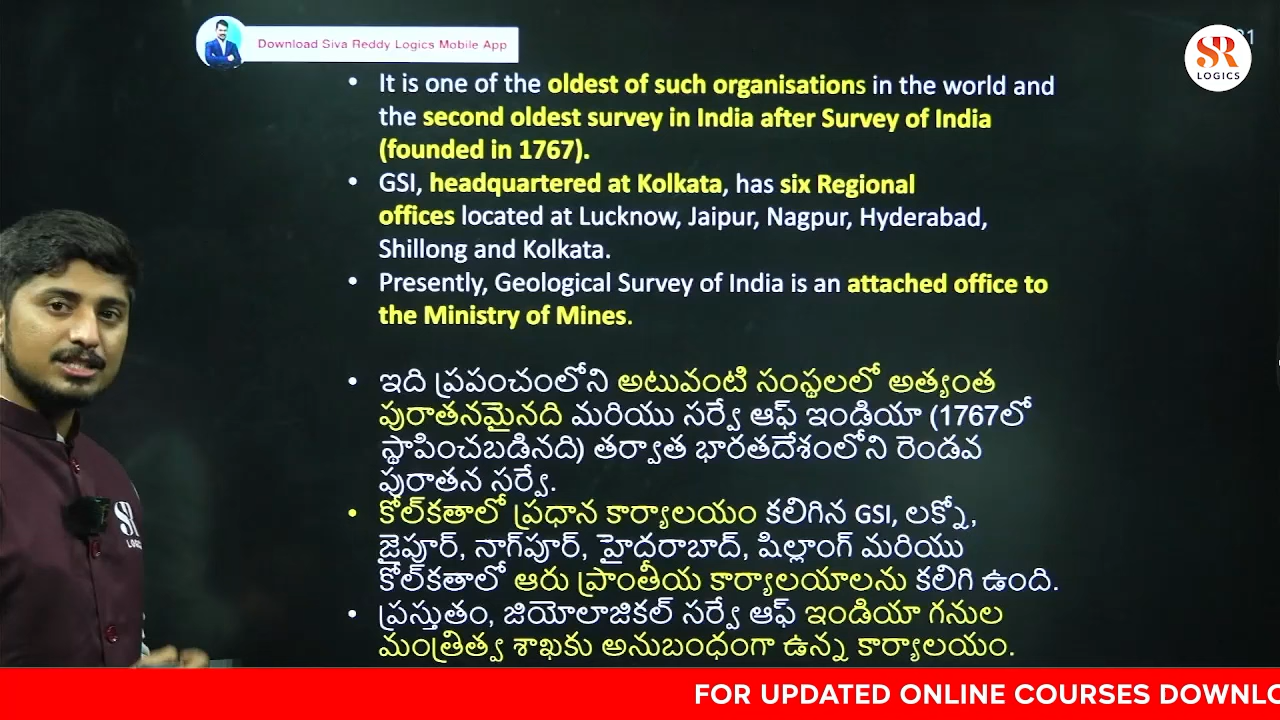 Download Siva Reddy Logics Mobile App
SR
LOGICS
• It is one of the oldest of such organisations in the world and
the second oldest survey in India after Survey of India
(founded in 1767).
• GSI, headquartered at Kolkata, has six Regional
offices located at Lucknow, Jaipur, Nagpur, Hyderabad,
Shillong and Kolkata.
• Presently, Geological Survey of India is an attached office to
the Ministry of Mines.
• ఇది ప్రపంచంలోని అటువంటి సంస్థలలో అత్యంత
పురాతనమైనది మరియు సర్వే ఆఫ్ ఇండియా (1767లో
స్థాపించబడినది) తర్వాత భారతదేశంలోని రెండవ
పురాతన సర్వే.
• కోల్‌కతాలో ప్రధాన కార్యాలయం కలిగిన GSI, లక్నో,
జైపూర్, నాగ్‌పూర్, హైదరాబాద్, షిల్లాంగ్ మరియు
కోల్‌కతాలో ఆరు ప్రాంతీయ కార్యాలయాలను కలిగి ఉంది.
• ప్రస్తుతం, జియోలాజికల్ సర్వే ఆఫ్ ఇండియా గనుల
మంత్రిత్వ శాఖకు అనుబంధంగా ఉన్న కార్యాలయం.
SR
FOR UPDATED ONLINE COURSES DOWNLO